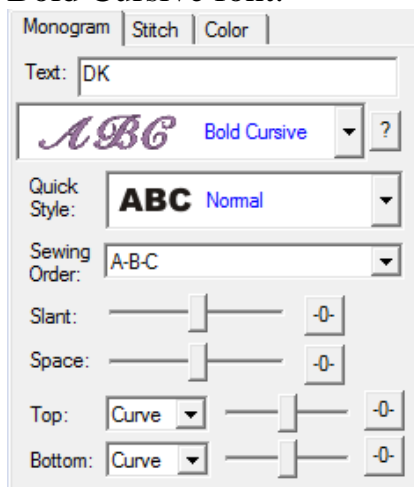 Bold Cursive font.
Monogram Stitch Color
Text: DK
ABC Bold Cursive ?
Quick Style: ABC Normal
Sewing Order: A-B-C
Slant: -0-
Space: -0-
Top: Curve -0-
Bottom: Curve -0-